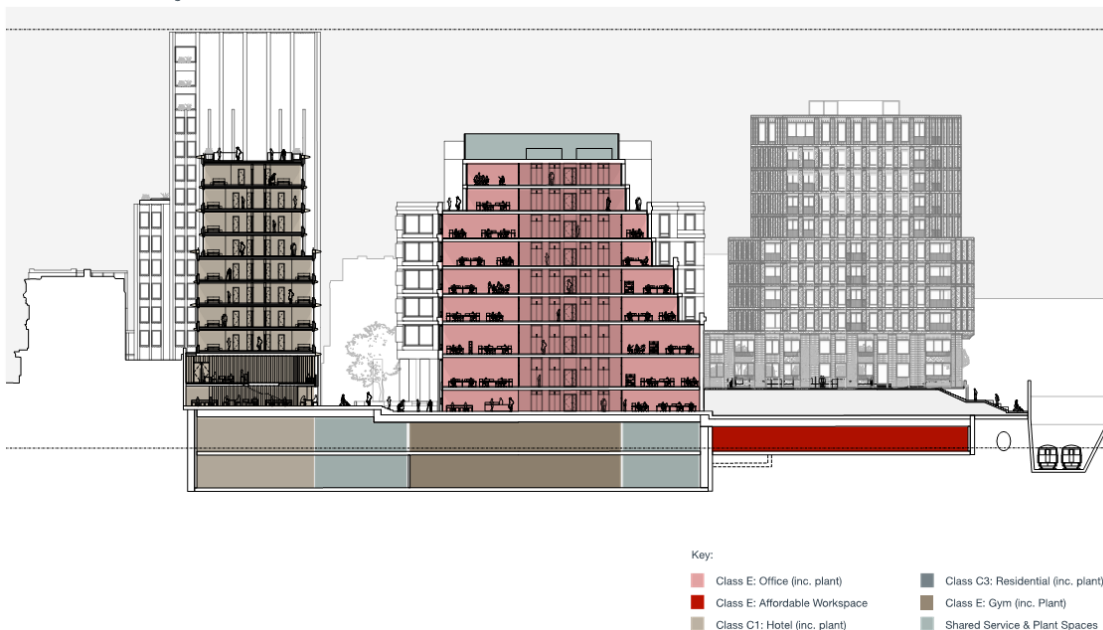 Key:
Class E: Office (inc. plant)
Class E: Affordable Workspace
Class C1: Hotel (inc. plant)
Class C3: Residential (inc. plant)
Class E: Gym (inc. Plant)
Shared Service & Plant Spaces